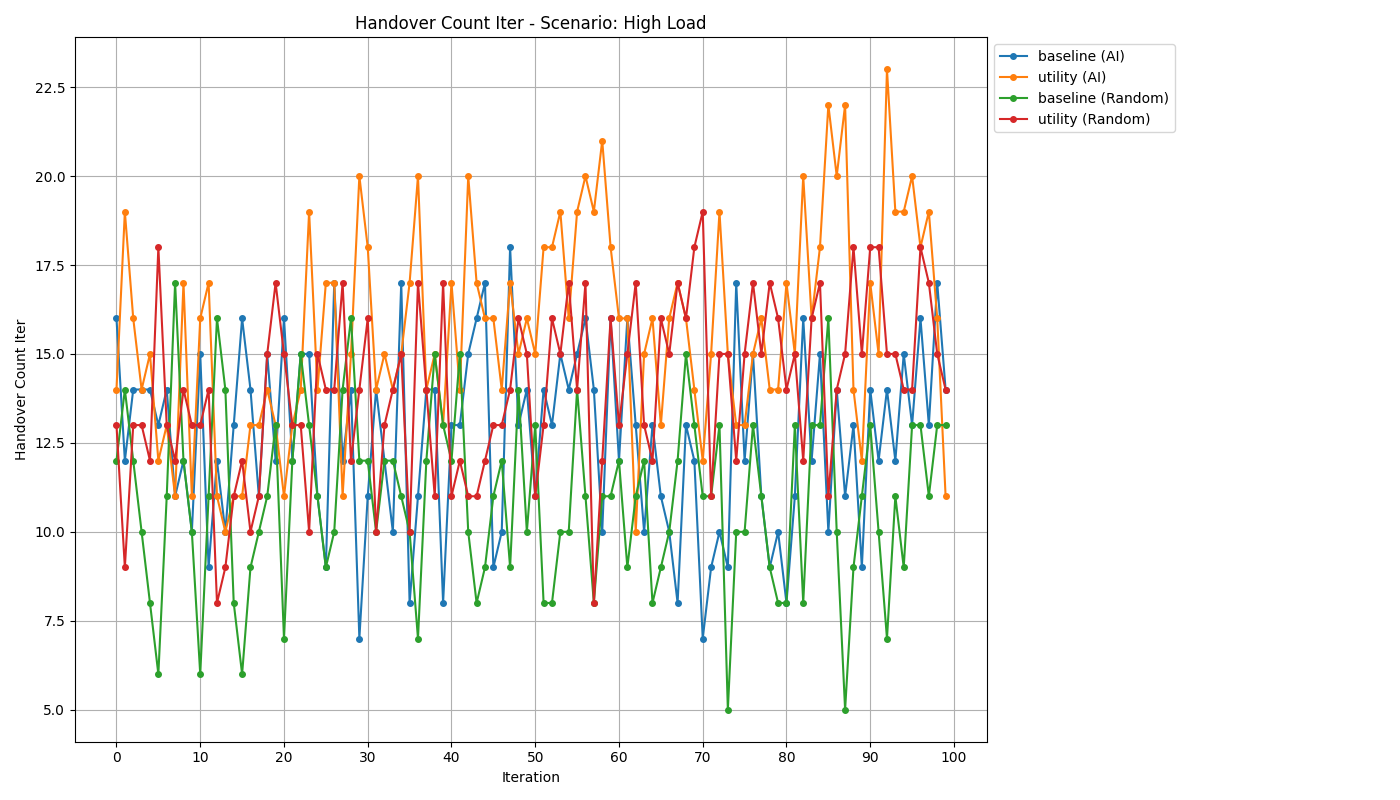 Handover Count Iter - Scenario: High Load
baseline (AI)
utility (AI)
baseline (Random)
utility (Random)
Handover Count Iter
22.5
20.0
17.5
15.0
12.5
10.0
7.5
5.0
0 10 20 30 40 50 60 70 80 90 100
Iteration